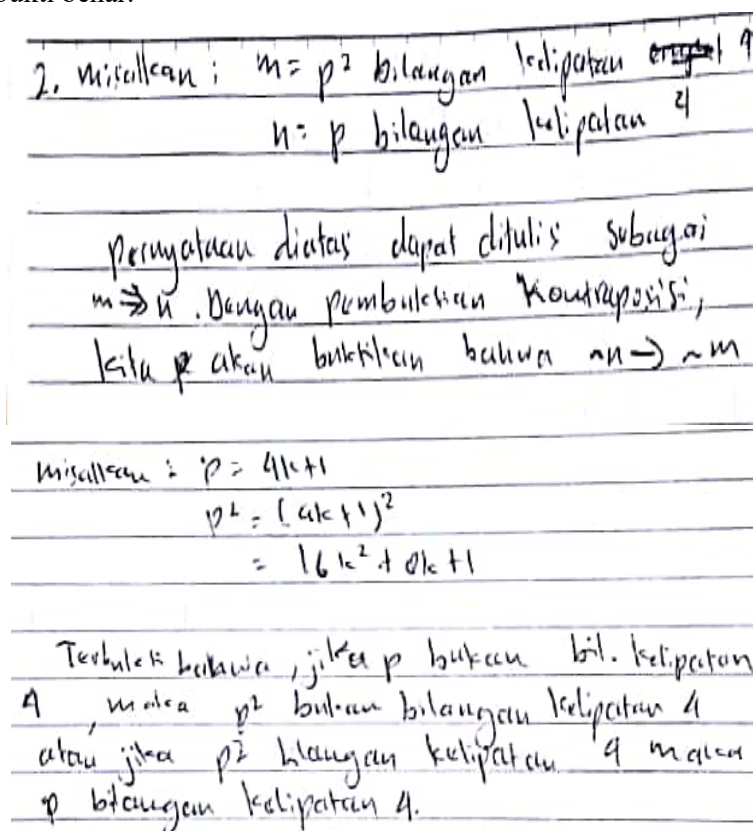 bukti benar.
2. misalkan : m = p² bilangan kelipatan 4
n = p bilangan kelipatan 4
pernyataan diatas dapat ditulis sebagai
m ⇒ n . Dengan pembuktian kontraposisi,
kita akan buktikan bahwa ~n → ~m
misalkan : p = 4k+1
p² = (4k+1)²
= 16k² + 8k +1
Terbukti bahwa, jika p bukan bil. kelipatan
4, maka p² bukan bilangan kelipatan 4
atau jika p² bilangan kelipatan 4 maka
p bilangan kelipatan 4.